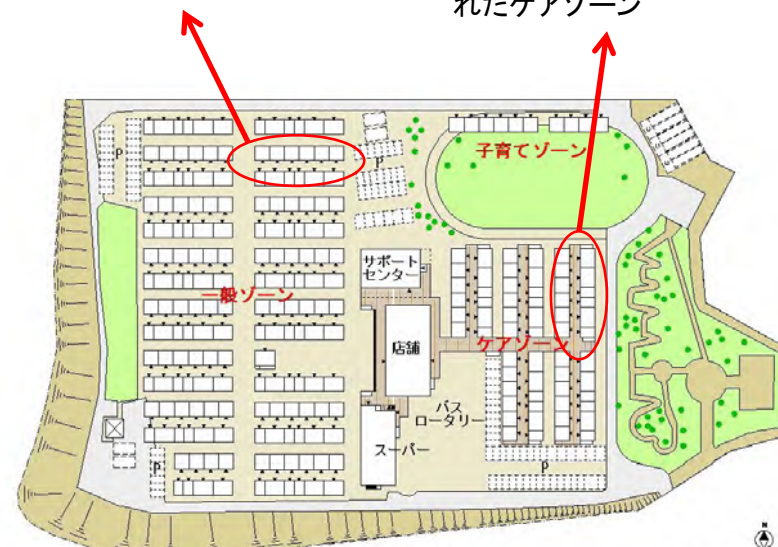 れたケアゾーン
P
P
子育てゾーン
サポート
センター
一般ゾーン
店舗
ケアゾーン
バス
ロータリー
スーパー
P
P
N